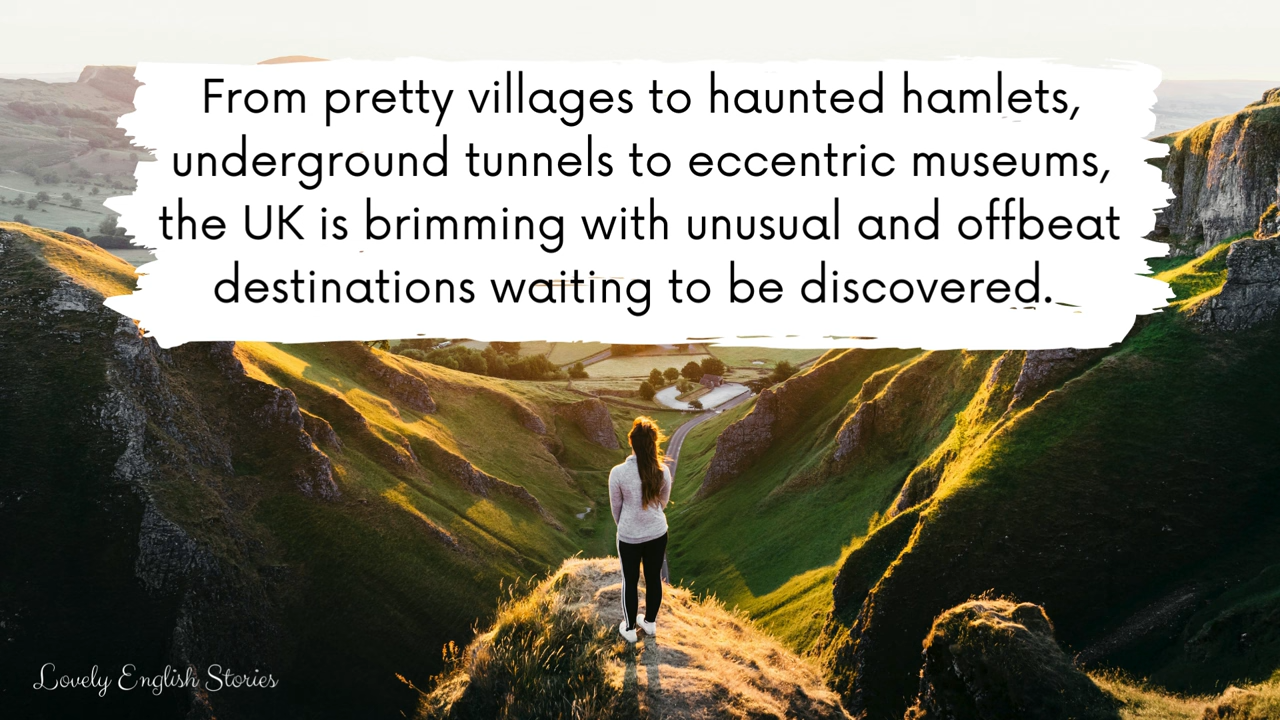 From pretty villages to haunted hamlets,
underground tunnels to eccentric museums,
the UK is brimming with unusual and offbeat
destinations waiting to be discovered.
Lovely English Stories